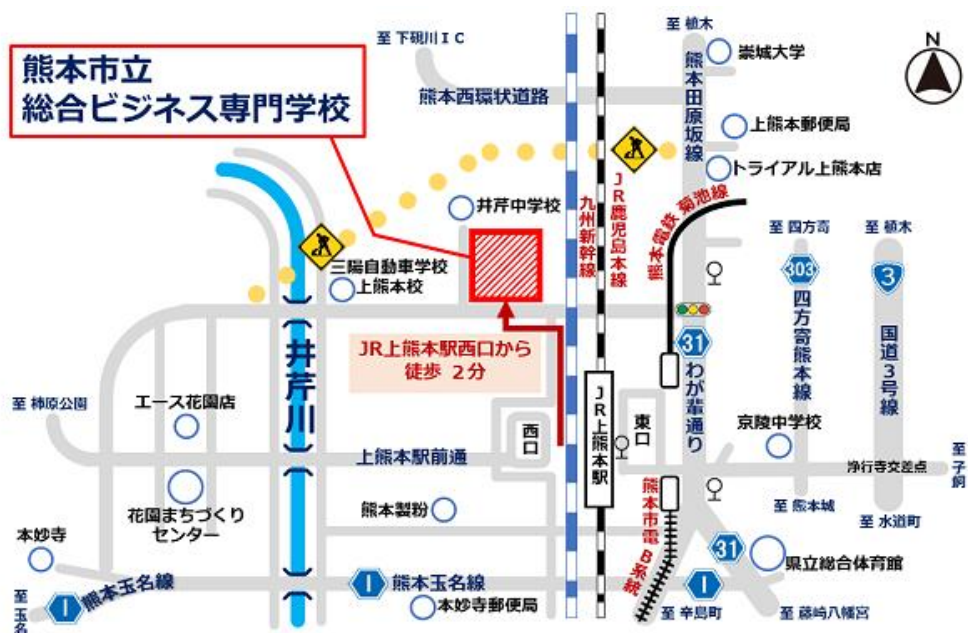 熊本市立
総合ビジネス専門学校
至 下硯川ＩＣ
至 植木
崇城大学
N
熊本西環状道路
熊本田原坂線
上熊本郵便局
トライアル上熊本店
井芹中学校
九州新幹線
JR鹿児島本線
熊本電鉄 菊池線
至 四方寄
至 植木
303
3
三陽自動車学校
上熊本校
四方寄熊本線
国道3号線
JR上熊本駅西口から
徒歩 2分
31
わが輩通り
井芹川
至 柿原公園
エース花園店
西口
JR上熊本駅
東口
京陵中学校
上熊本駅前通
浄行寺交差点
至 子飼
熊本製粉
熊本市電 B系統
至 熊本城
至 水道町
花園まちづくり
センター
本妙寺
31
県立総合体育館
至 玉名
1
熊本玉名線
1
熊本玉名線
本妙寺郵便局
1
至 辛島町
至 藤崎八幡宮